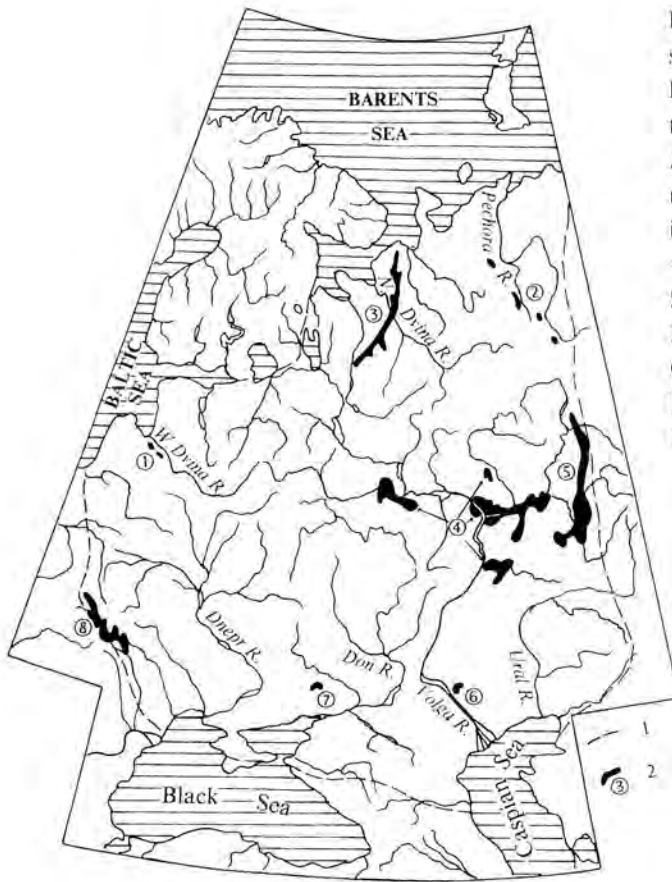 BARENTS
SEA
Pechora R.
②
③
N. Dvina R.
BALTIC
SEA
①
W Dvina R.
⑤
④
⑧
Dnepr R.
Don R.
⑦
⑥
Volga R.
Ural R.
Black Sea
Caspian Sea
1
③
2